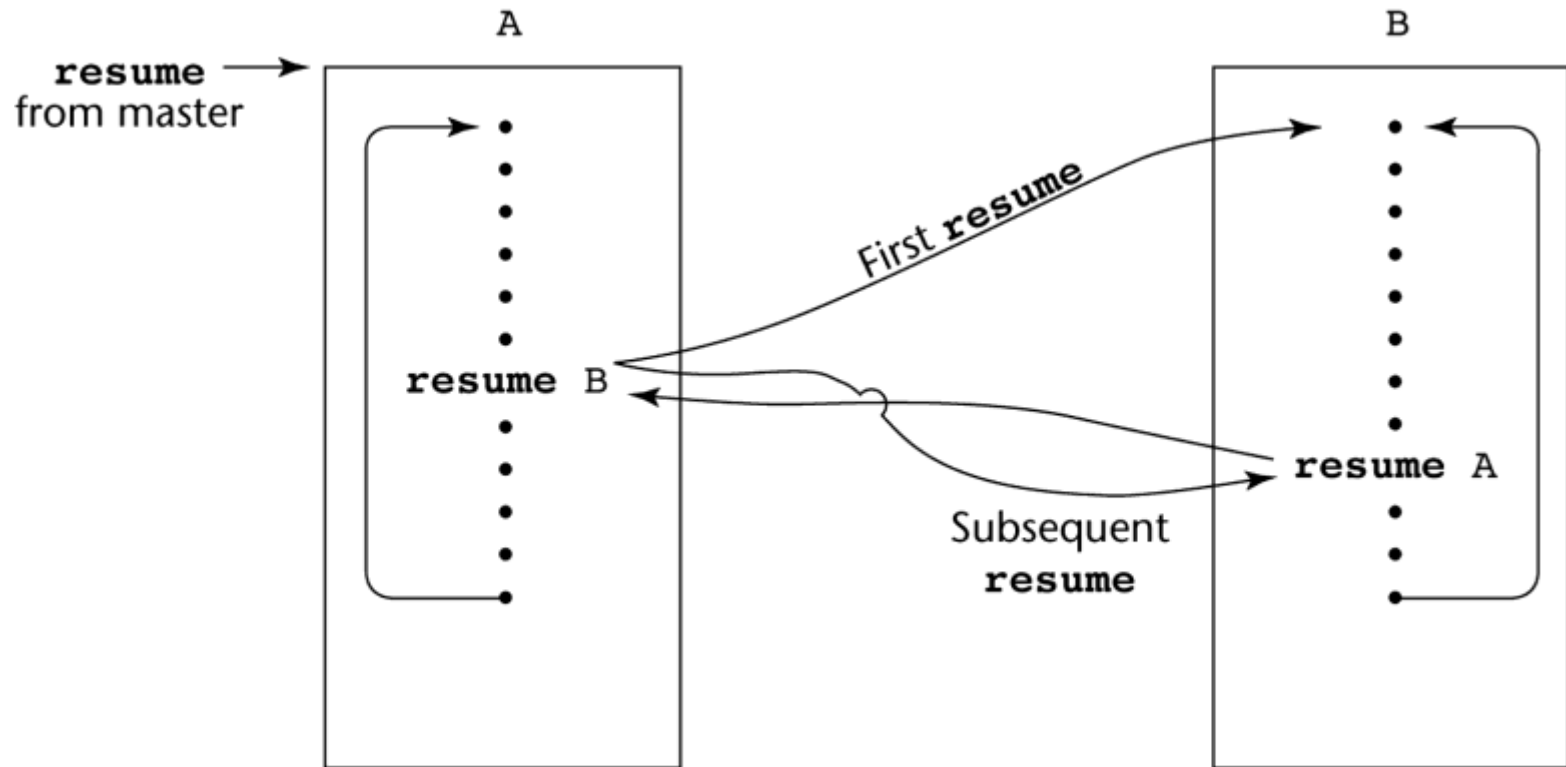 A
B
resume
from master
First resume
resume B
resume A
Subsequent
resume